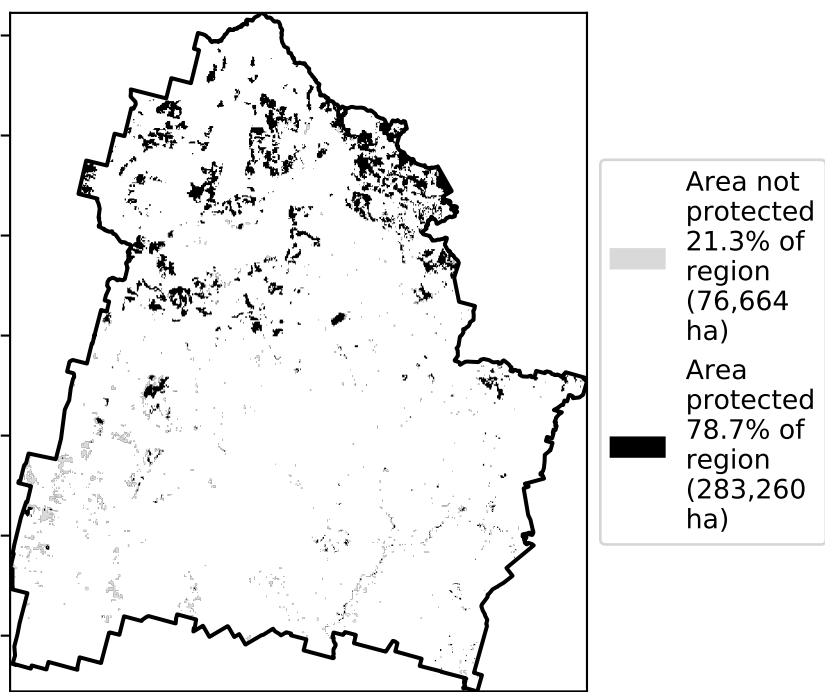 Area not
protected
21.3% of
region
(76,664
ha)
Area
protected
78.7% of
region
(283,260
ha)